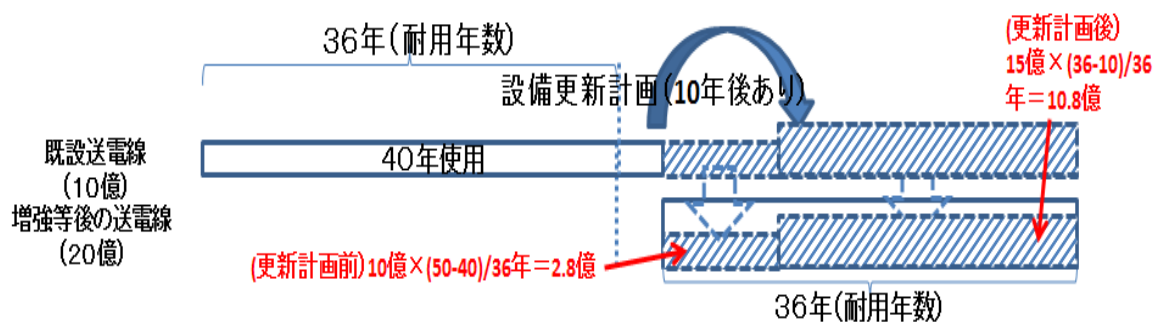 36年(耐用年数)
設備更新計画(10年後あり)
(更新計画後)
15億×(36-10)/36
年=10.8億
既設送電線
(10億)
40年使用
増強等後の送電線
(20億)
(更新計画前)10億×(50-40)/36年=2.8億
36年(耐用年数)